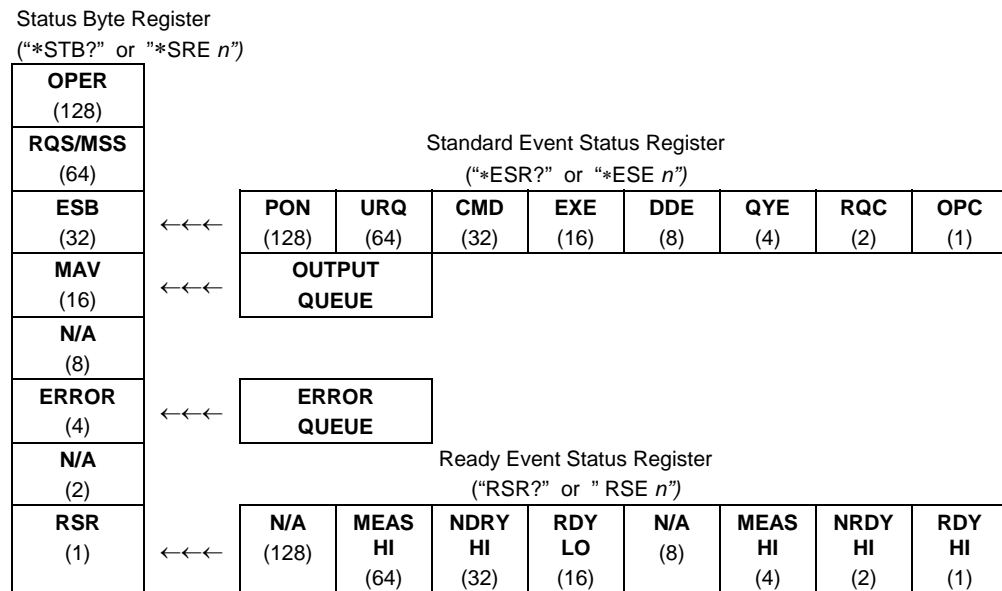 Status Byte Register
(“*STB?” or ”*SRE n”)
OPER
(128)
RQS/MSS
(64)
Standard Event Status Register
(“*ESR?” or “*ESE n”)
ESB
(32)
←←←
PON
(128)
URQ
(64)
CMD
(32)
EXE
(16)
DDE
(8)
QYE
(4)
RQC
(2)
OPC
(1)
MAV
(16)
←←←
OUTPUT
QUEUE
N/A
(8)
ERROR
(4)
←←←
ERROR
QUEUE
N/A
(2)
Ready Event Status Register
(“RSR?” or ” RSE n”)
RSR
(1)
←←←
N/A
(128)
MEAS
HI
(64)
NDRY
HI
(32)
RDY
LO
(16)
N/A
(8)
MEAS
HI
(4)
NRDY
HI
(2)
RDY
HI
(1)